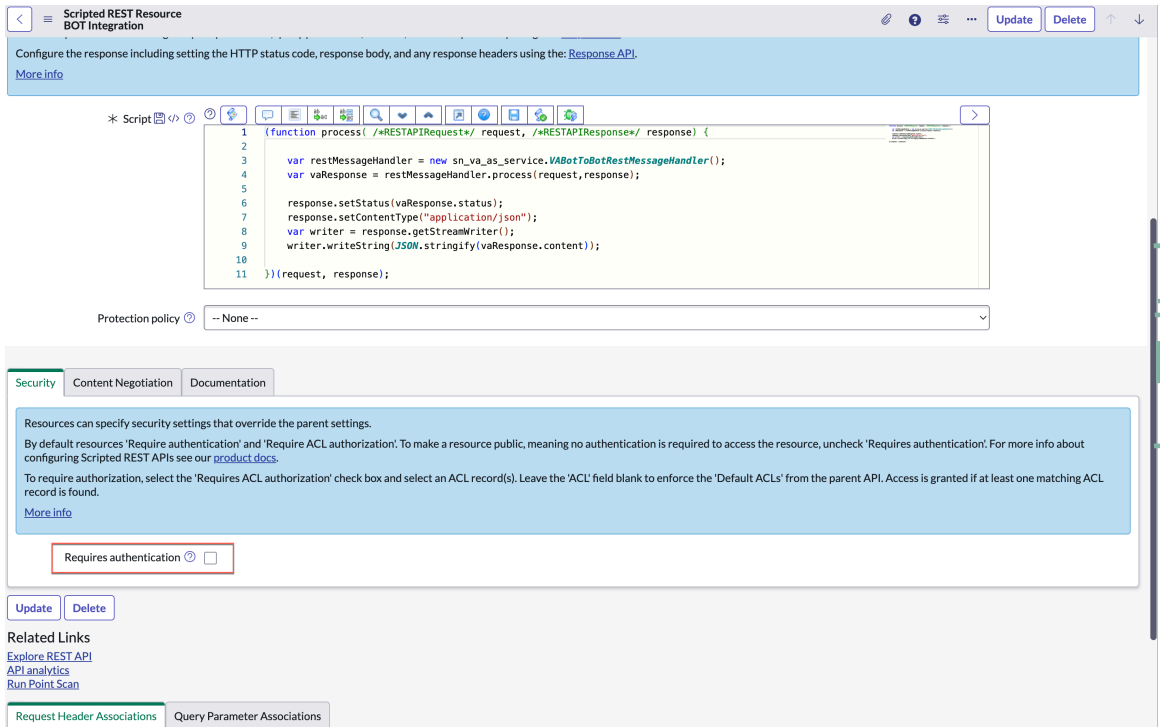 Scripted REST Resource
BOT Integration
Update
Delete
Configure the response including setting the HTTP status code, response body, and any response headers using the: Response API.
More info
Script
1 (function process( /*RESTAPIRequest*/ request, /*RESTAPIResponse*/ response) {
2
3 var restMessageHandler = new sn_va_as_service.VABotToBotRestMessageHandler();
4 var vaResponse = restMessageHandler.process(request,response);
5
6 response.setStatus(vaResponse.status);
7 response.setContentType("application/json");
8 var writer = response.getStreamWriter();
9 writer.writeString(JSON.stringify(vaResponse.content));
10
11 })(request, response);
Protection policy
-- None --
Security
Content Negotiation
Documentation
Resources can specify security settings that override the parent settings.
By default resources 'Require authentication' and 'Require ACL authorization'. To make a resource public, meaning no authentication is required to access the resource, uncheck 'Requires authentication'. For more info about
configuring Scripted REST APIs see our product docs.
To require authorization, select the 'Requires ACL authorization' check box and select an ACL record(s). Leave the 'ACL' field blank to enforce the 'Default ACLs' from the parent API. Access is granted if at least one matching ACL
record is found.
More info
Requires authentication
Update
Delete
Related Links
Explore REST API
API analytics
Run Point Scan
Request Header Associations
Query Parameter Associations